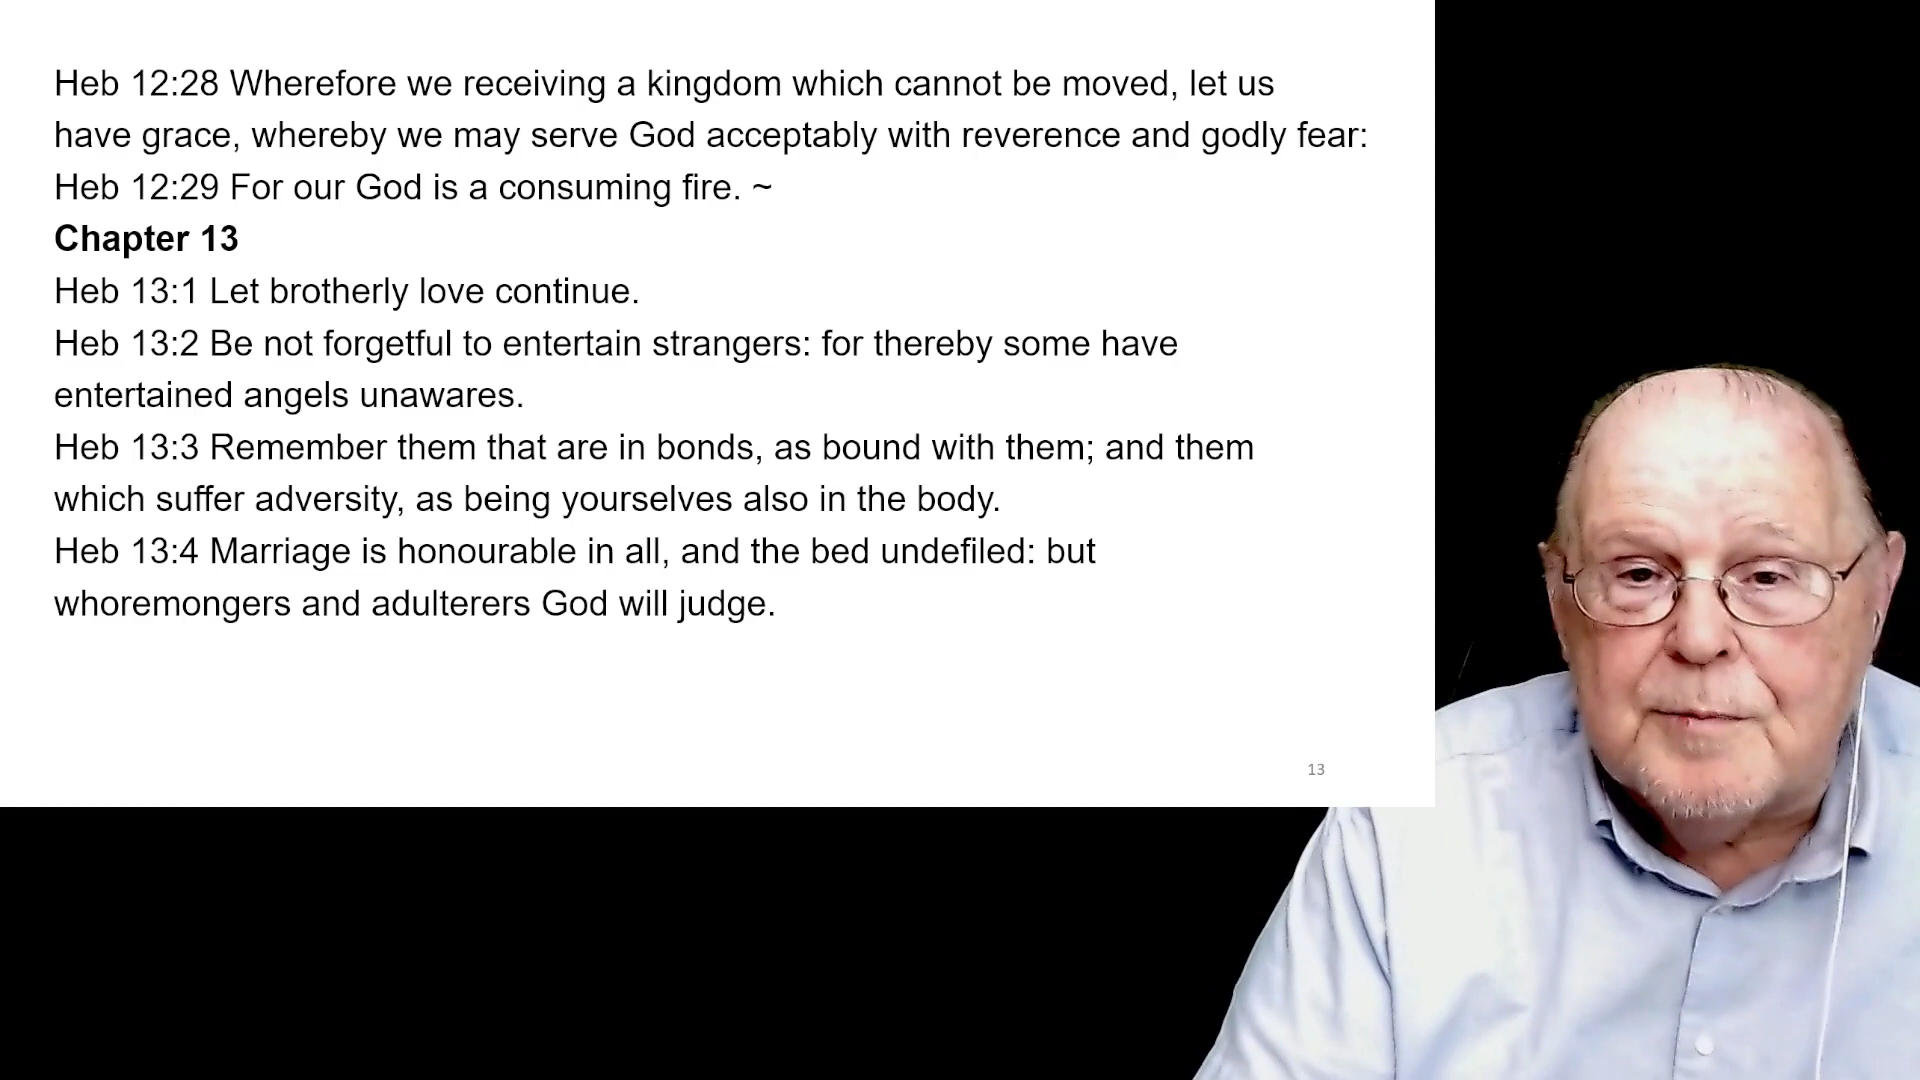 Heb 12:28 Wherefore we receiving a kingdom which cannot be moved, let us
have grace, whereby we may serve God acceptably with reverence and godly fear:
Heb 12:29 For our God is a consuming fire. ~
Chapter 13
Heb 13:1 Let brotherly love continue.
Heb 13:2 Be not forgetful to entertain strangers: for thereby some have
entertained angels unawares.
Heb 13:3 Remember them that are in bonds, as bound with them; and them
which suffer adversity, as being yourselves also in the body.
Heb 13:4 Marriage is honourable in all, and the bed undefiled: but
whoremongers and adulterers God will judge.
13